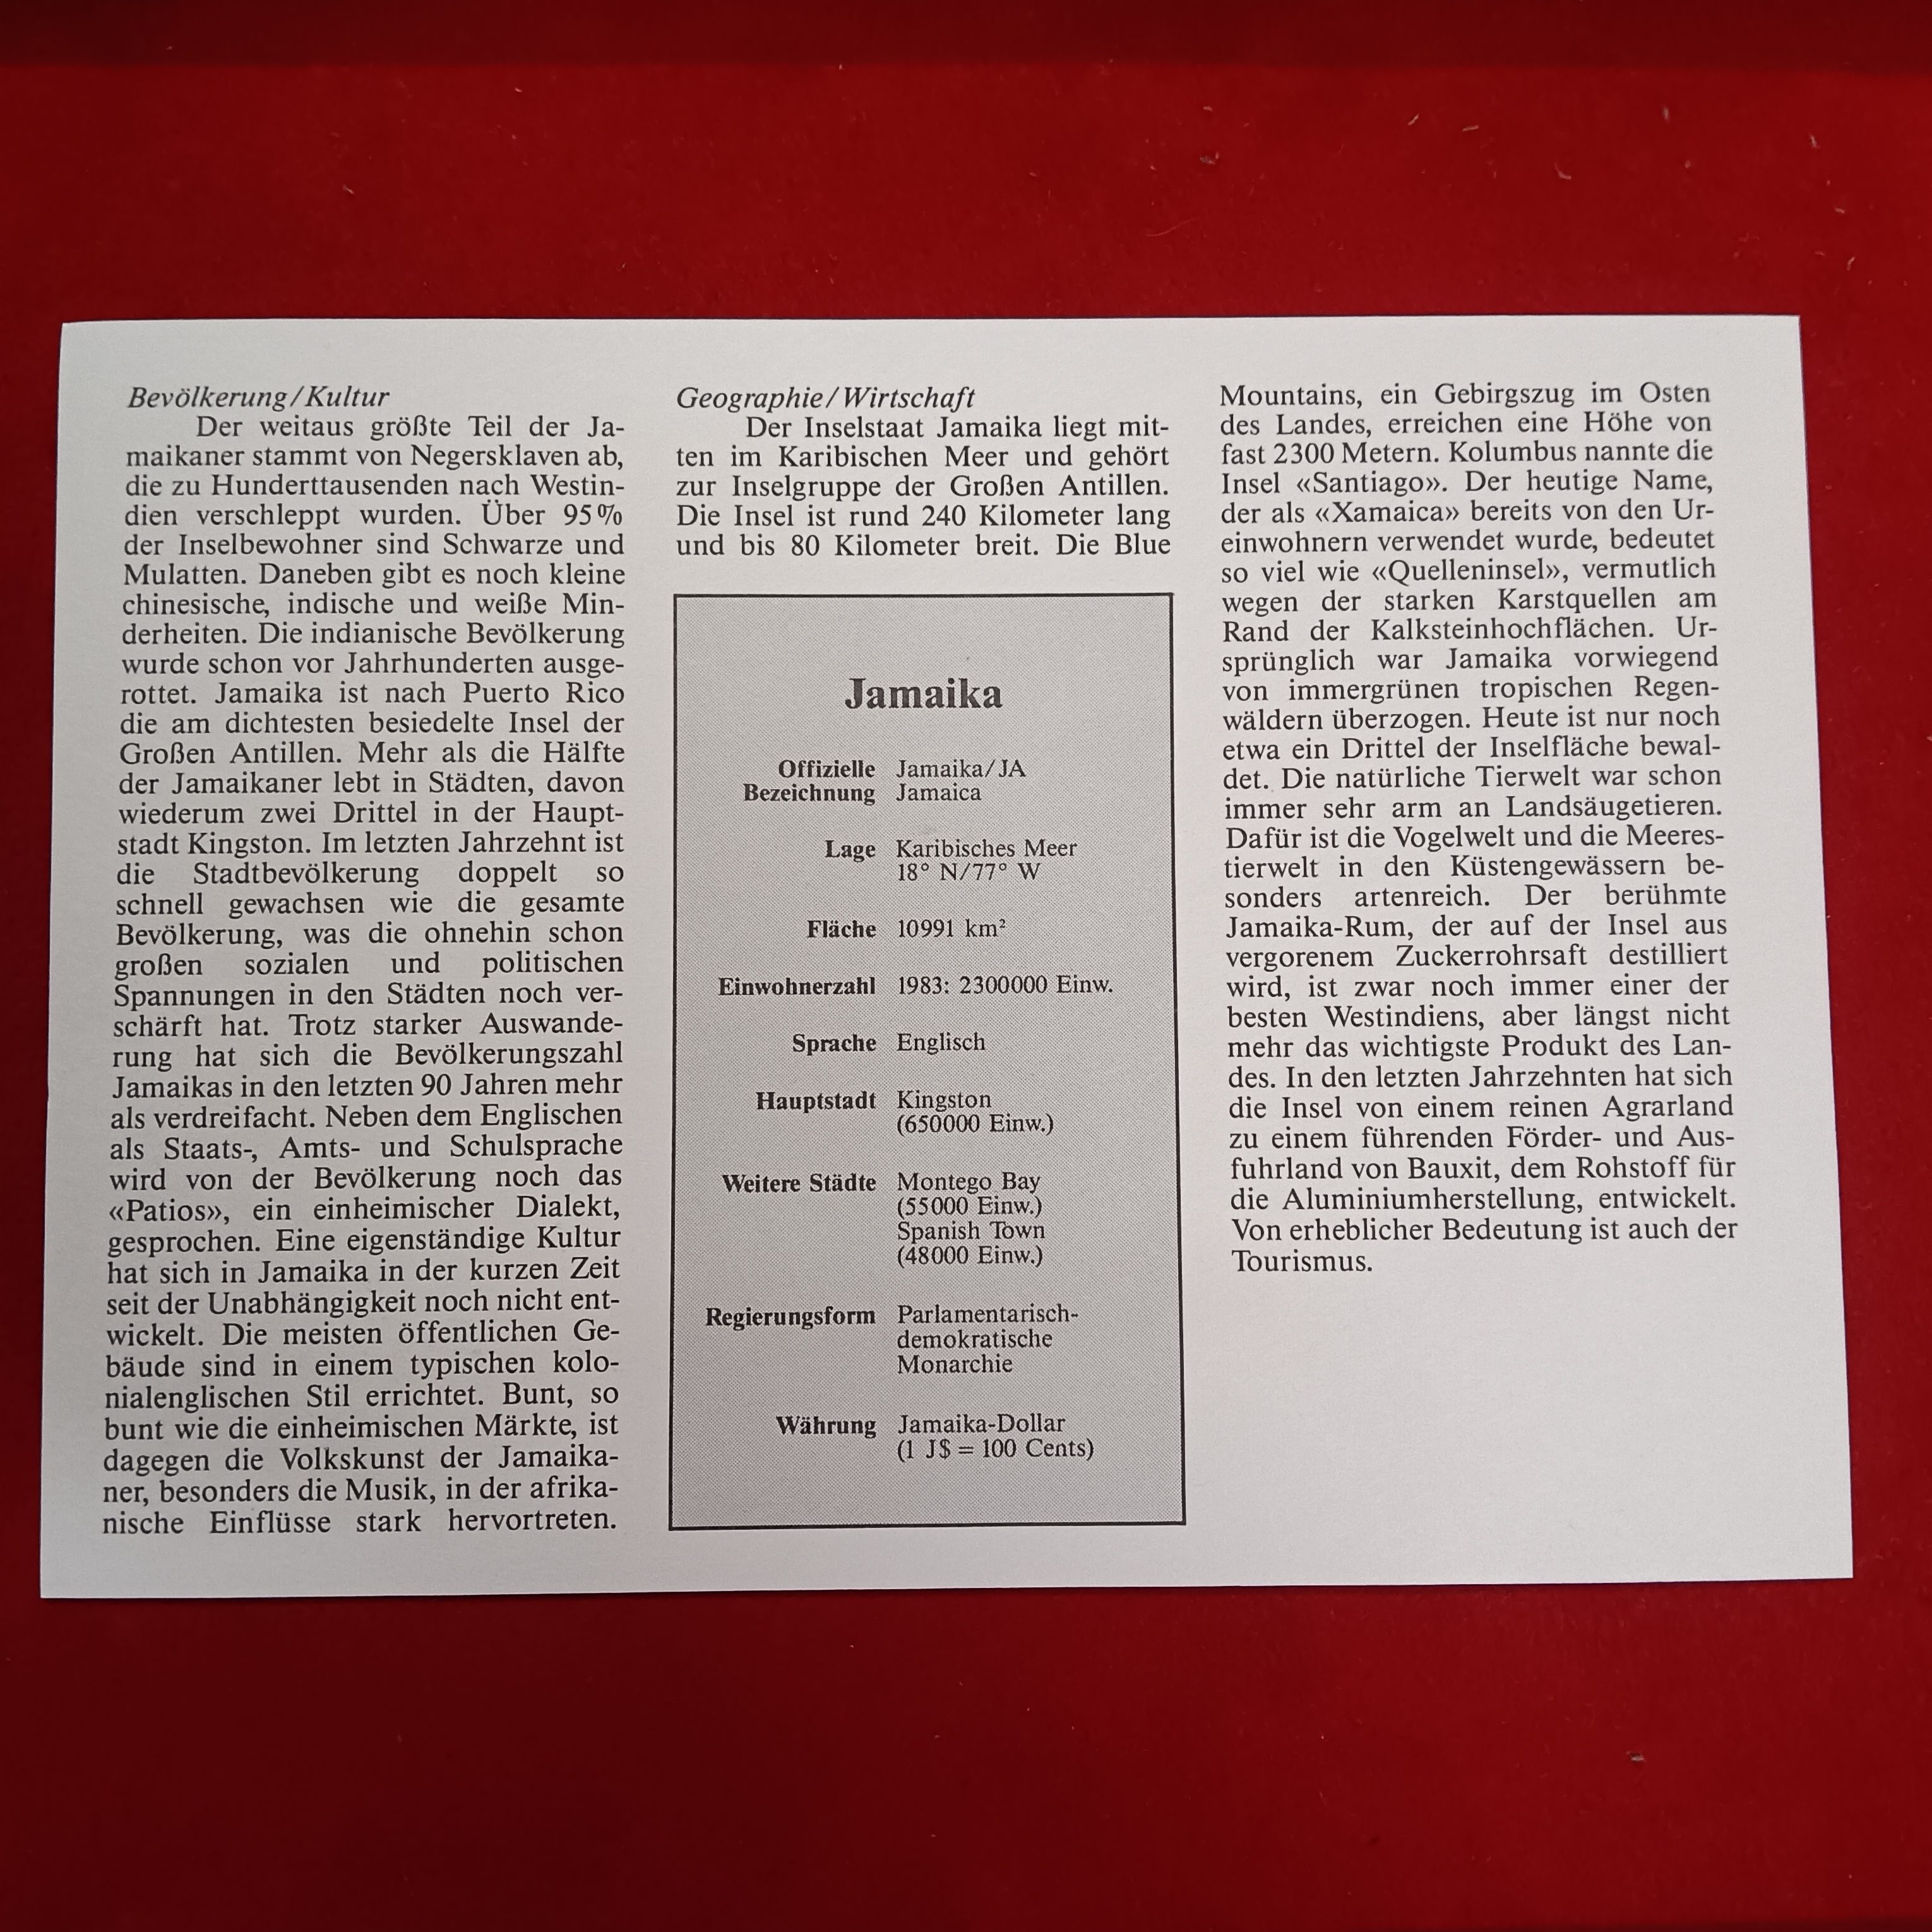 Bevölkerung/Kultur
Der weitaus größte Teil der Ja-
maikaner stammt von Negersklaven ab,
die zu Hunderttausenden nach Westin-
dien verschleppt wurden. Über 95%
der Inselbewohner sind Schwarze und
Mulatten. Daneben gibt es noch kleine
chinesische, indische und weiße Min-
derheiten. Die indianische Bevölkerung
wurde schon vor Jahrhunderten ausge-
rottet. Jamaika ist nach Puerto Rico
die am dichtesten besiedelte Insel der
Großen Antillen. Mehr als die Hälfte
der Jamaikaner lebt in Städten, davon
wiederum zwei Drittel in der Haupt-
stadt Kingston. Im letzten Jahrzehnt ist
die Stadtbevölkerung doppelt so
schnell gewachsen wie die gesamte
Bevölkerung, was die ohnehin schon
großen sozialen und politischen
Spannungen in den Städten noch ver-
schärft hat. Trotz starker Auswande-
rung hat sich die Bevölkerungszahl
Jamaikas in den letzten 90 Jahren mehr
als verdreifacht. Neben dem Englischen
als Staats-, Amts- und Schulsprache
wird von der Bevölkerung noch das
«Patios», ein einheimischer Dialekt,
gesprochen. Eine eigenständige Kultur
hat sich in Jamaika in der kurzen Zeit
seit der Unabhängigkeit noch nicht ent-
wickelt. Die meisten öffentlichen Ge-
bäude sind in einem typischen kolo-
nialenglischen Stil errichtet. Bunt, so
bunt wie die einheimischen Märkte, ist
dagegen die Volkskunst der Jamaika-
ner, besonders die Musik, in der afrika-
nische Einflüsse stark hervortreten.
Geographie/Wirtschaft
Der Inselstaat Jamaika liegt mit-
ten im Karibischen Meer und gehört
zur Inselgruppe der Großen Antillen.
Die Insel ist rund 240 Kilometer lang
und bis 80 Kilometer breit. Die Blue
Jamaika
Offizielle Jamaika/JA
Bezeichnung Jamaica
Lage Karibisches Meer
18° N/77° W
Fläche 10991 km²
Einwohnerzahl 1983: 2300000 Einw.
Sprache Englisch
Hauptstadt Kingston
(650000 Einw.)
Weitere Städte Montego Bay
(55000 Einw.)
Spanish Town
(48000 Einw.)
Regierungsform Parlamentarisch-
demokratische
Monarchie
Währung Jamaika-Dollar
(1 J$ = 100 Cents)
Mountains, ein Gebirgszug im Osten
des Landes, erreichen eine Höhe von
fast 2300 Metern. Kolumbus nannte die
Insel «Santiago». Der heutige Name,
der als «Xamaica» bereits von den Ur-
einwohnern verwendet wurde, bedeutet
so viel wie «Quelleninsel», vermutlich
wegen der starken Karstquellen am
Rand der Kalksteinhochflächen. Ur-
sprünglich war Jamaika vorwiegend
von immergrünen tropischen Regen-
wäldern überzogen. Heute ist nur noch
etwa ein Drittel der Inselfläche bewal-
det. Die natürliche Tierwelt war schon
immer sehr arm an Landsäugetieren.
Dafür ist die Vogelwelt und die Meeres-
tierwelt in den Küstengewässern be-
sonders artenreich. Der berühmte
Jamaika-Rum, der auf der Insel aus
vergorenem Zuckerrohrsaft destilliert
wird, ist zwar noch immer einer der
besten Westindiens, aber längst nicht
mehr das wichtigste Produkt des Lan-
des. In den letzten Jahrzehnten hat sich
die Insel von einem reinen Agrarland
zu einem führenden Förder- und Aus-
fuhrland von Bauxit, dem Rohstoff für
die Aluminiumherstellung, entwickelt.
Von erheblicher Bedeutung ist auch der
Tourismus.